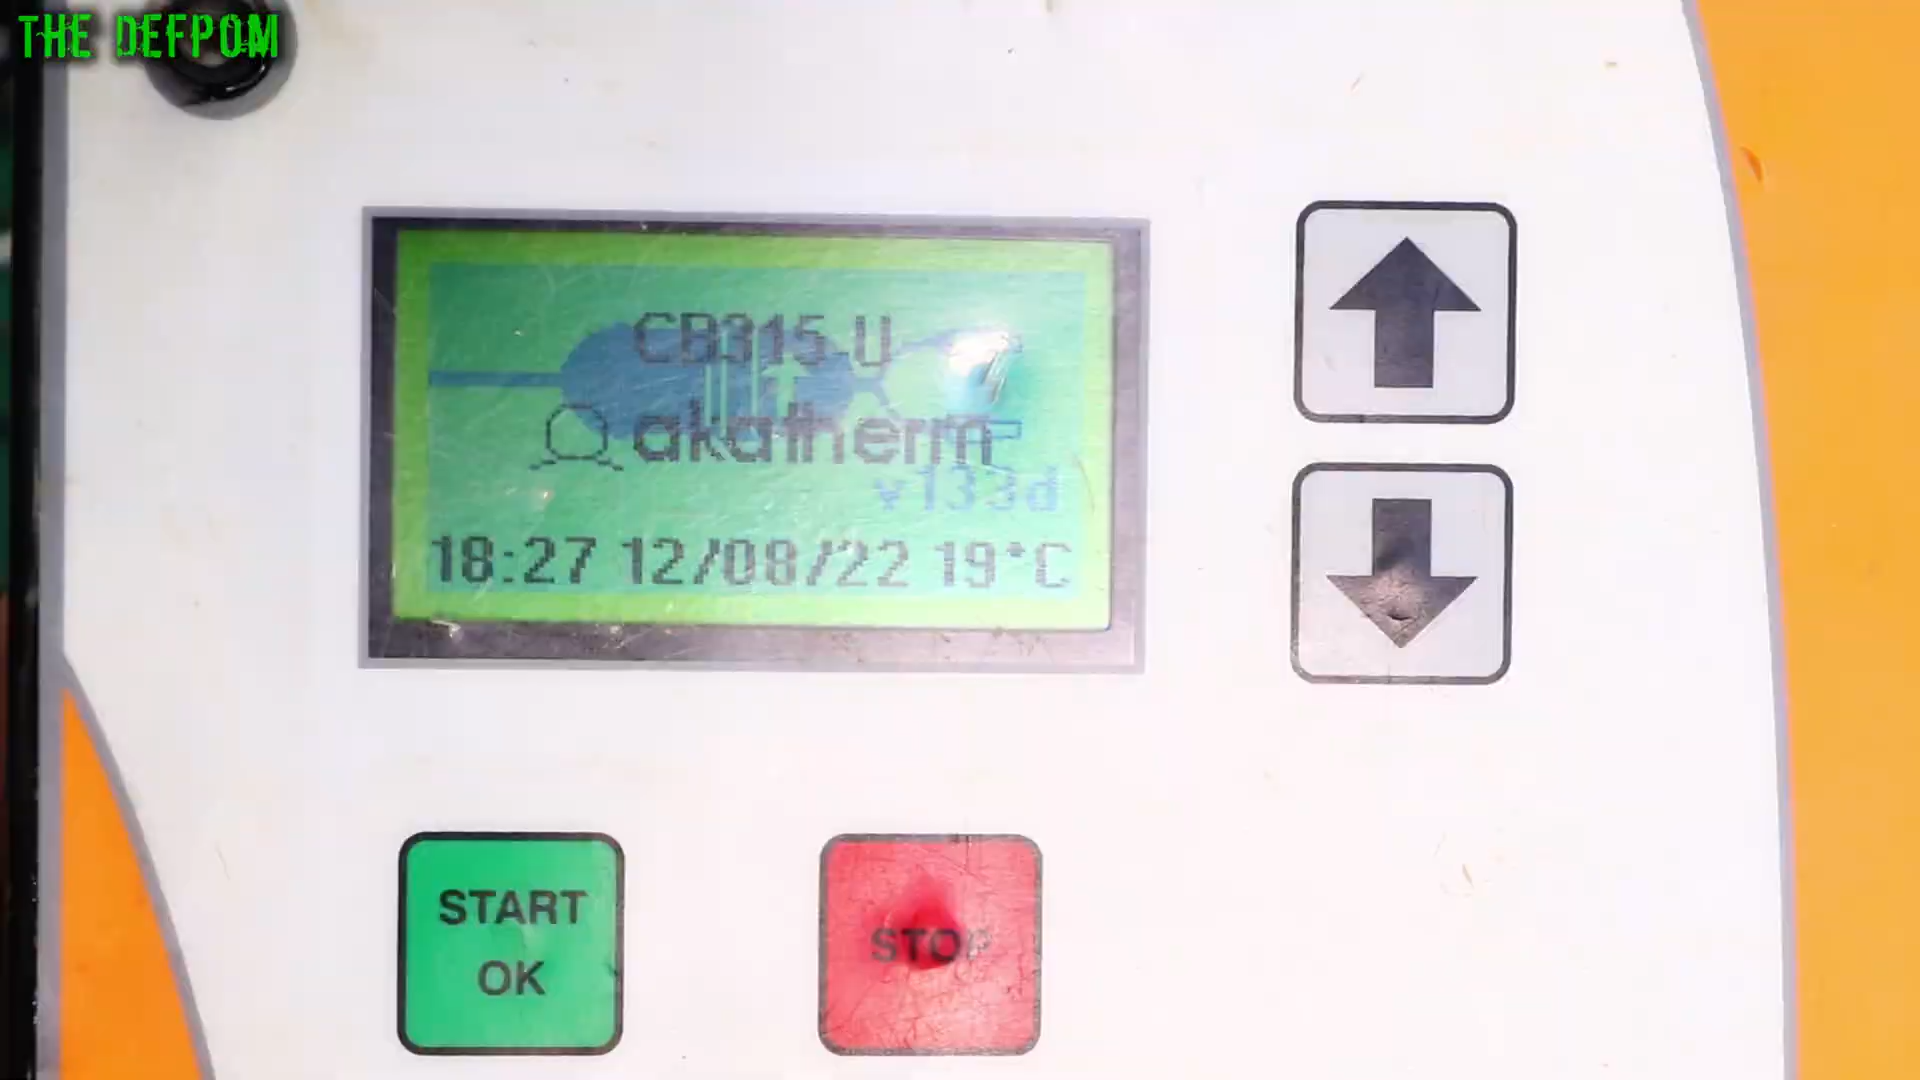 THE DEFPOM
CB315-U
akatherm
v133d
18:27 12/08/22 19°C
START
OK
STOP